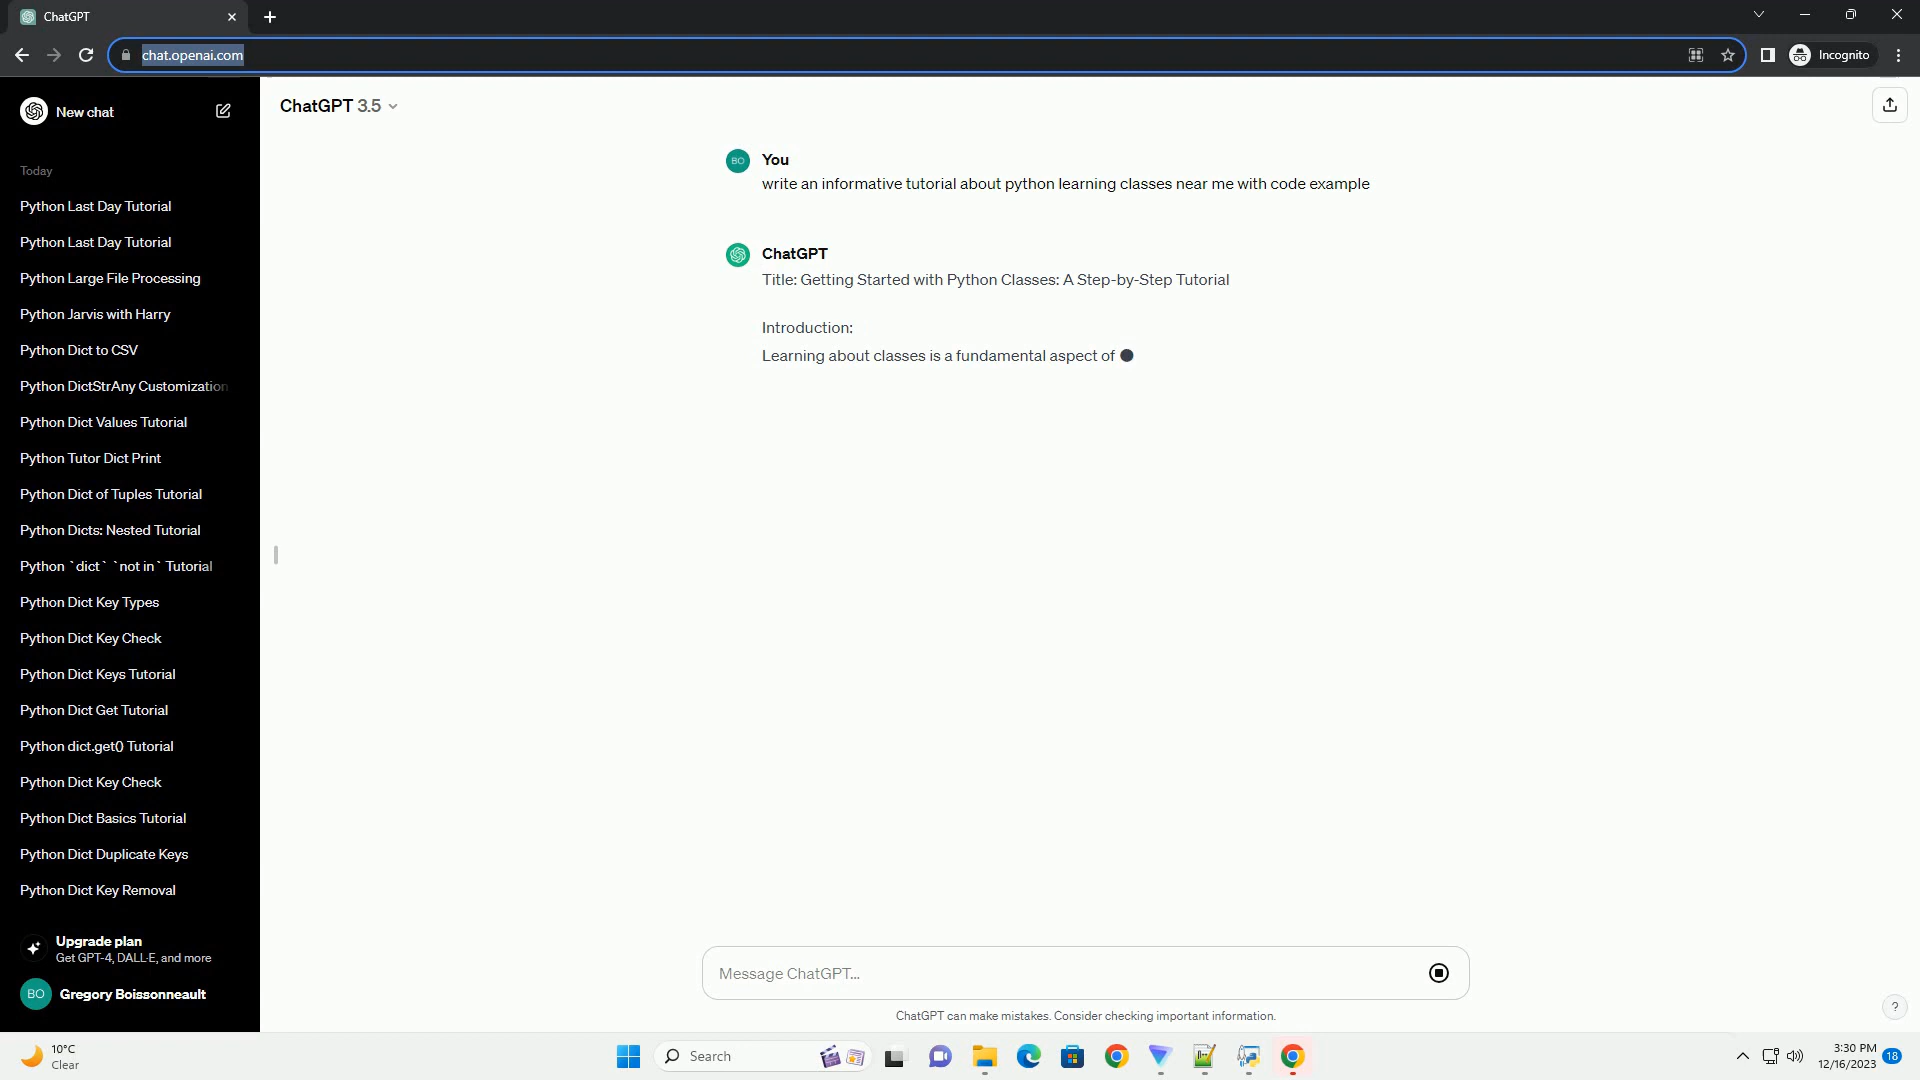 ChatGPT
chat.openai.com
Incognito
New chat
Today
Python Last Day Tutorial
Python Last Day Tutorial
Python Large File Processing
Python Jarvis with Harry
Python Dict to CSV
Python DictStrAny Customization
Python Dict Values Tutorial
Python Tutor Dict Print
Python Dict of Tuples Tutorial
Python Dicts: Nested Tutorial
Python `dict` `not in` Tutorial
Python Dict Key Types
Python Dict Key Check
Python Dict Keys Tutorial
Python Dict Get Tutorial
Python dict.get() Tutorial
Python Dict Key Check
Python Dict Basics Tutorial
Python Dict Duplicate Keys
Python Dict Key Removal
Upgrade plan
Get GPT-4, DALL·E, and more
BO Gregory Boissonneault
ChatGPT 3.5
BO You
write an informative tutorial about python learning classes near me with code example
ChatGPT
Title: Getting Started with Python Classes: A Step-by-Step Tutorial
Introduction:
Learning about classes is a fundamental aspect of
Message ChatGPT...
ChatGPT can make mistakes. Consider checking important information.
?
10°C
Clear
Search
3:30 PM
12/16/2023
18